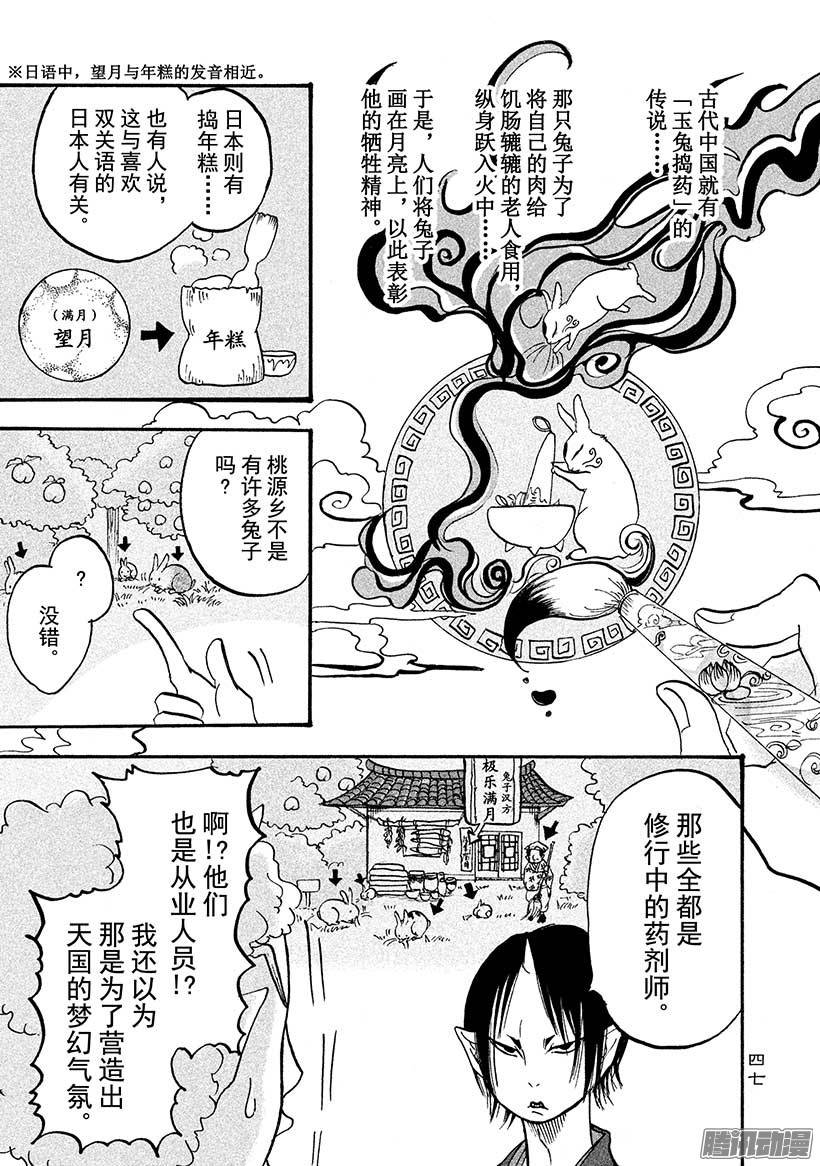 古代中国就有
「玉兔捣药」的
传说……
那只兔子为了
将自己的肉给
饥肠辘辘的老人食用，
纵身跃入火中……
于是，人们将兔子
画在月亮上，以此表彰
他的牺牲精神。
※日语中，望月与年糕的发音相近。
日本则有
捣年糕……
也有人说，
这与喜欢
双关语的
日本人有关。
（满月）
望月
年糕
桃源乡不是
有许多兔子
吗？
？
没错。
兔子汉方
极乐满月
那些全都是
修行中的药剂师。
啊！？他们
也是从业人员！？
我还以为
那是为了营造出
天国的梦幻气氛。
四七
腾讯动漫